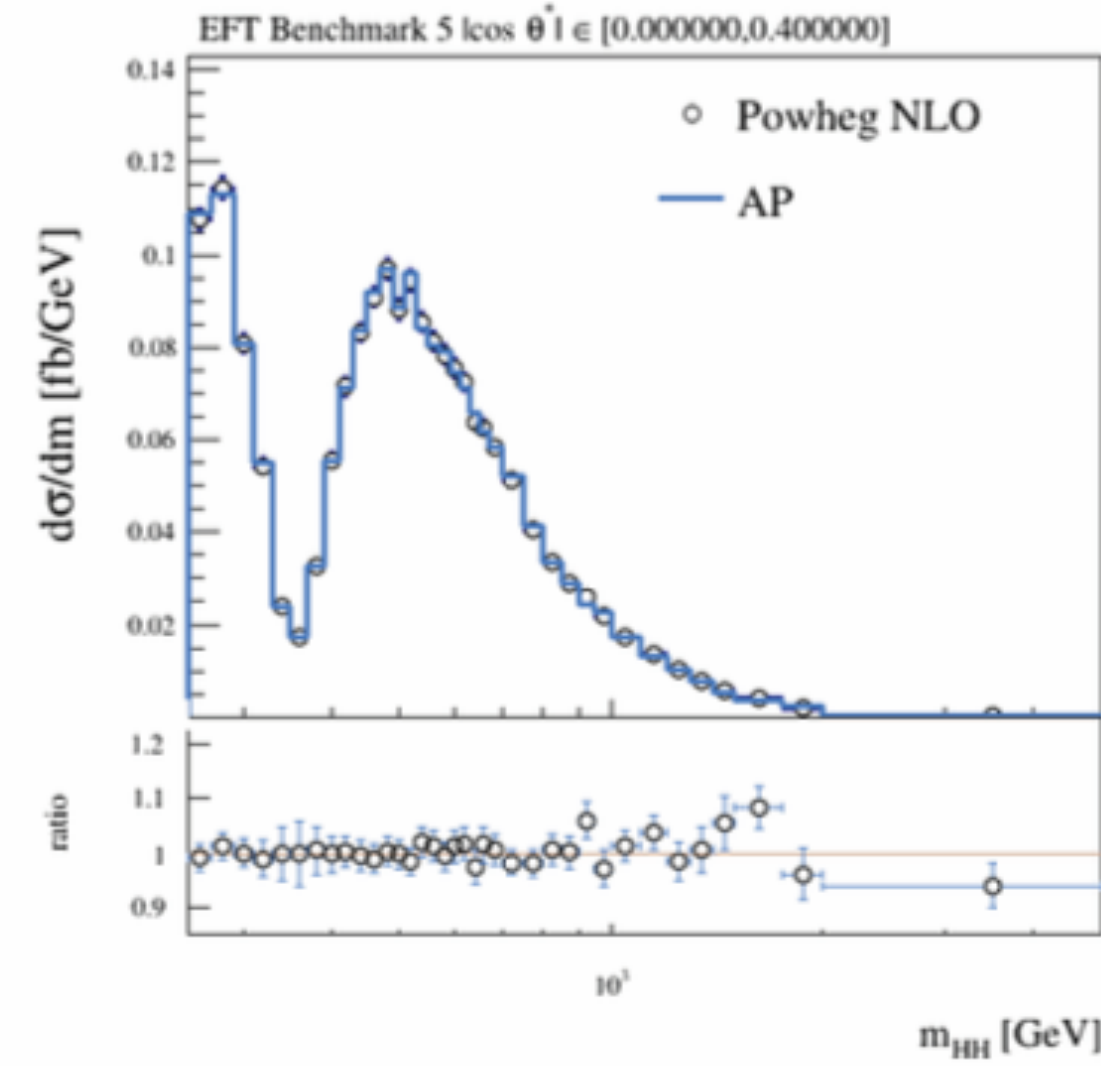 EFT Benchmark 5 |cos θ*| ∈ [0.000000,0.400000]
0.14
0.12
0.1
0.08
0.06
0.04
0.02
dσ/dm [fb/GeV]
Powheg NLO
AP
1.2
1.1
1
0.9
ratio
10³
m_HH [GeV]